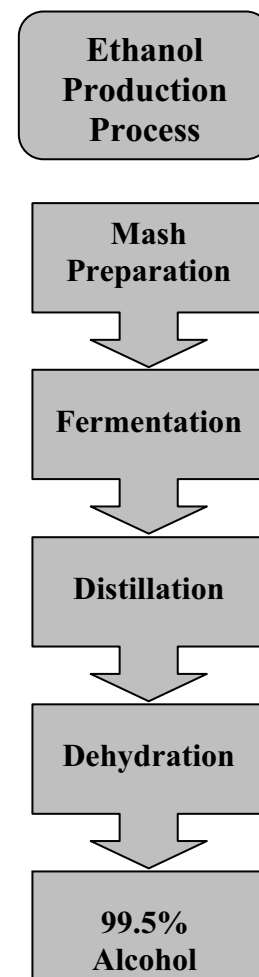 Ethanol
Production
Process
Mash
Preparation
Fermentation
Distillation
Dehydration
99.5%
Alcohol